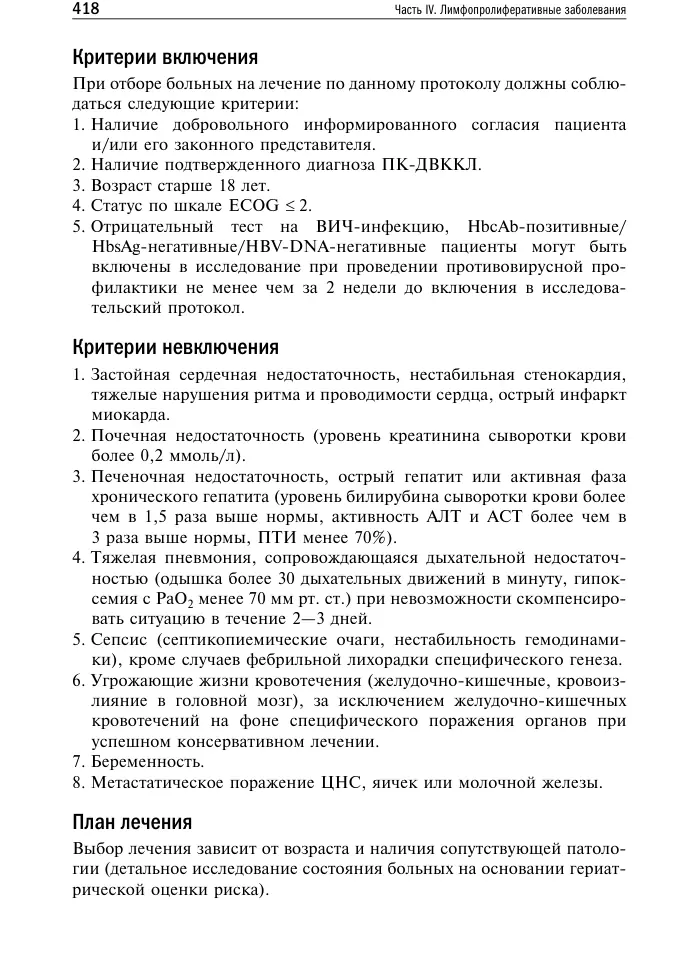 418
Часть IV. Лимфопролиферативные заболевания
Критерии включения
При отборе больных на лечение по данному протоколу должны соблю-
даться следующие критерии:
1. Наличие добровольного информированного согласия пациента
и/или его законного представителя.
2. Наличие подтвержденного диагноза ПК-ДВККЛ.
3. Возраст старше 18 лет.
4. Статус по шкале ECOG ≤ 2.
5. Отрицательный тест на ВИЧ-инфекцию, HbcAb-позитивные/
HbsAg-негативные/HBV-DNA-негативные пациенты могут быть
включены в исследование при проведении противовирусной про-
филактики не менее чем за 2 недели до включения в исследова-
тельский протокол.
Критерии невключения
1. Застойная сердечная недостаточность, нестабильная стенокардия,
тяжелые нарушения ритма и проводимости сердца, острый инфаркт
миокарда.
2. Почечная недостаточность (уровень креатинина сыворотки крови
более 0,2 ммоль/л).
3. Печеночная недостаточность, острый гепатит или активная фаза
хронического гепатита (уровень билирубина сыворотки крови более
чем в 1,5 раза выше нормы, активность АЛТ и АСТ более чем в
3 раза выше нормы, ПТИ менее 70%).
4. Тяжелая пневмония, сопровождающаяся дыхательной недостаточ-
ностью (одышка более 30 дыхательных движений в минуту, гипок-
семия с PaO₂ менее 70 мм рт. ст.) при невозможности скомпенсиро-
вать ситуацию в течение 2—3 дней.
5. Сепсис (септикопиемические очаги, нестабильность гемодинами-
ки), кроме случаев фебрильной лихорадки специфического генеза.
6. Угрожающие жизни кровотечения (желудочно-кишечные, кровоиз-
лияние в головной мозг), за исключением желудочно-кишечных
кровотечений на фоне специфического поражения органов при
успешном консервативном лечении.
7. Беременность.
8. Метастатическое поражение ЦНС, яичек или молочной железы.
План лечения
Выбор лечения зависит от возраста и наличия сопутствующей патоло-
гии (детальное исследование состояния больных на основании гериат-
рической оценки риска).